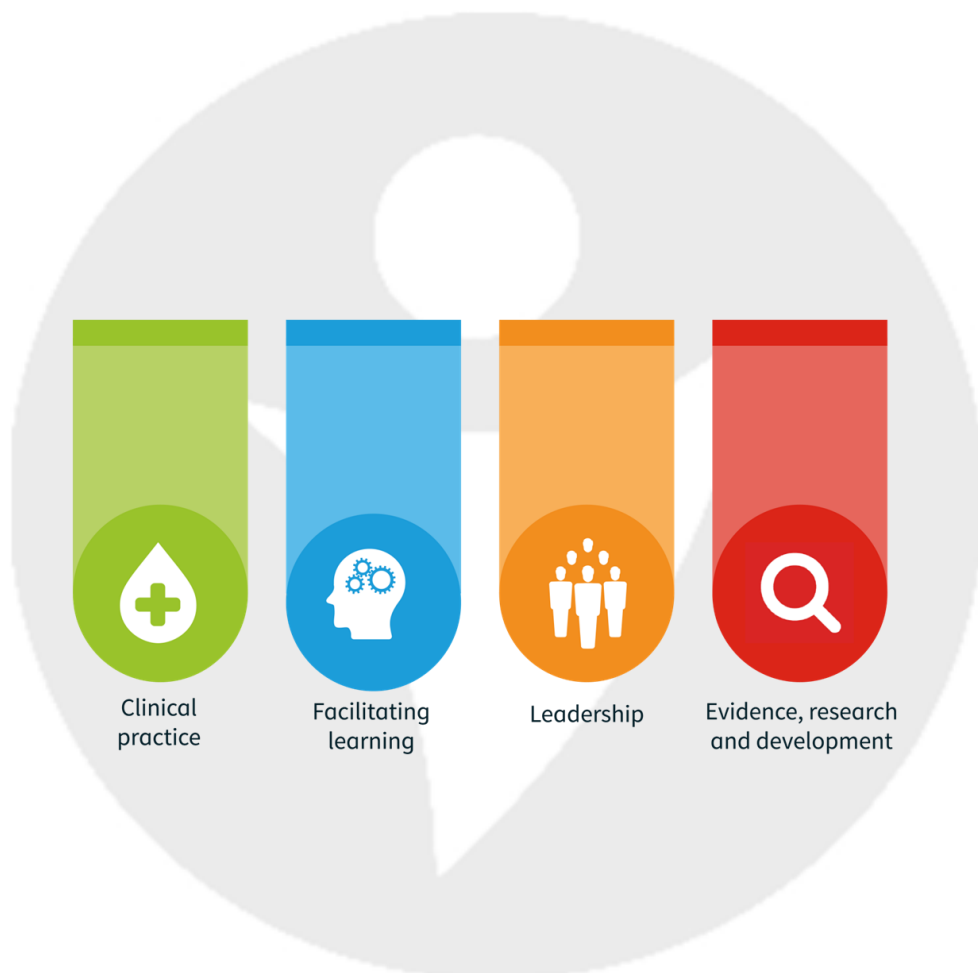 Clinical
practice
Facilitating
learning
Leadership
Evidence, research
and development